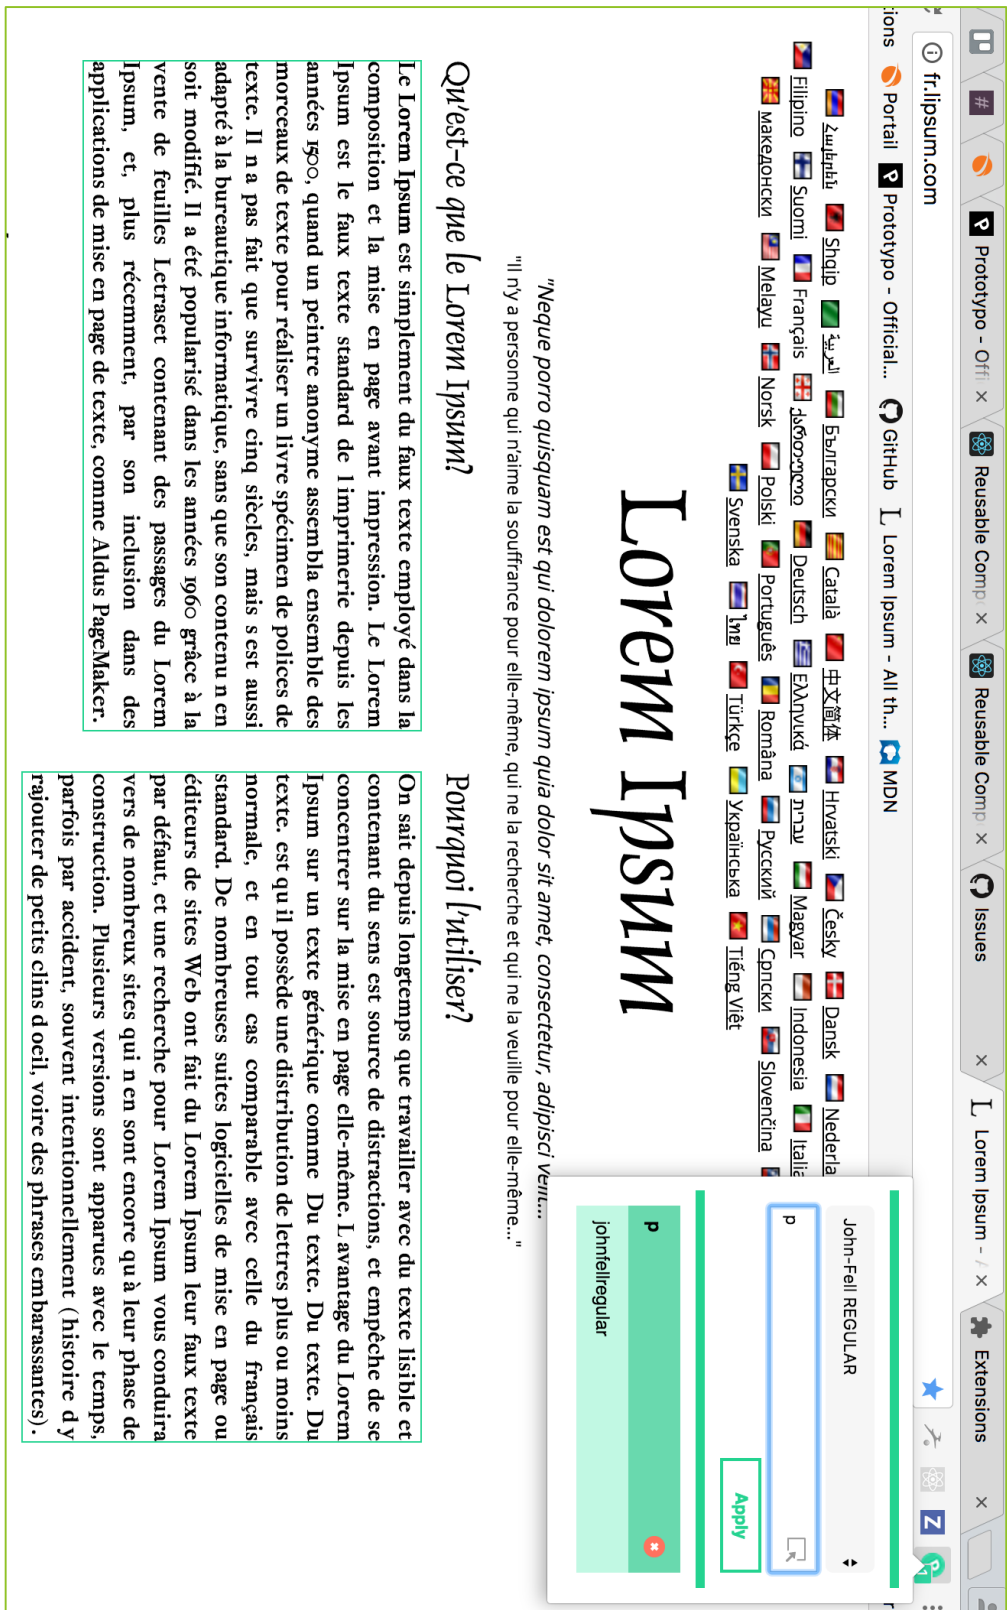 Prototypo - Offi ×
Reusable Comp ×
Reusable Comp ×
Issues ×
L Lorem Ipsum - A ×
Extensions ×
fr.lipsum.com
Z
ions
Portail
Prototypo - Official...
GitHub
L Lorem Ipsum - All th...
MDN
Հայերեն Shqip العربية Български Català 中文简体 Hrvatski Česky Dansk Nederla
Filipino Suomi Français ქართული Deutsch Ελληνικά עברית Magyar Indonesia Italia
македонски Melayu Norsk Polski Português Româna Русский Српски Slovenčina
Svenska ไทย Türkçe Українська Tiếng Việt
John-Fell REGULAR
p
Apply
p
johnfellregular
Lorem Ipsum
"Neque porro quisquam est qui dolorem ipsum quia dolor sit amet, consectetur, adipisci velit..."
"Il n'y a personne qui n'aime la souffrance pour elle-même, qui ne la recherche et qui ne la veuille pour elle-même..."
Qu'est-ce que le Lorem Ipsum?
Le Lorem Ipsum est simplement du faux texte employé dans la
composition et la mise en page avant impression. Le Lorem
Ipsum est le faux texte standard de l imprimerie depuis les
années 1500, quand un peintre anonyme assembla ensemble des
morceaux de texte pour réaliser un livre spécimen de polices de
texte. Il n a pas fait que survivre cinq siècles, mais s est aussi
adapté à la bureautique informatique, sans que son contenu n en
soit modifié. Il a été popularisé dans les années 1960 grâce à la
vente de feuilles Letraset contenant des passages du Lorem
Ipsum, et, plus récemment, par son inclusion dans des
applications de mise en page de texte, comme Aldus PageMaker.
Pourquoi l'utiliser?
On sait depuis longtemps que travailler avec du texte lisible et
contenant du sens est source de distractions, et empêche de se
concentrer sur la mise en page elle-même. L avantage du Lorem
Ipsum sur un texte générique comme Du texte. Du texte. Du
texte. est qu il possède une distribution de lettres plus ou moins
normale, et en tout cas comparable avec celle du français
standard. De nombreuses suites logicielles de mise en page ou
éditeurs de sites Web ont fait du Lorem Ipsum leur faux texte
par défaut, et une recherche pour Lorem Ipsum vous conduira
vers de nombreux sites qui n en sont encore qu à leur phase de
construction. Plusieurs versions sont apparues avec le temps,
parfois par accident, souvent intentionnellement (histoire d y
rajouter de petits clins d oeil, voire des phrases embarassantes).